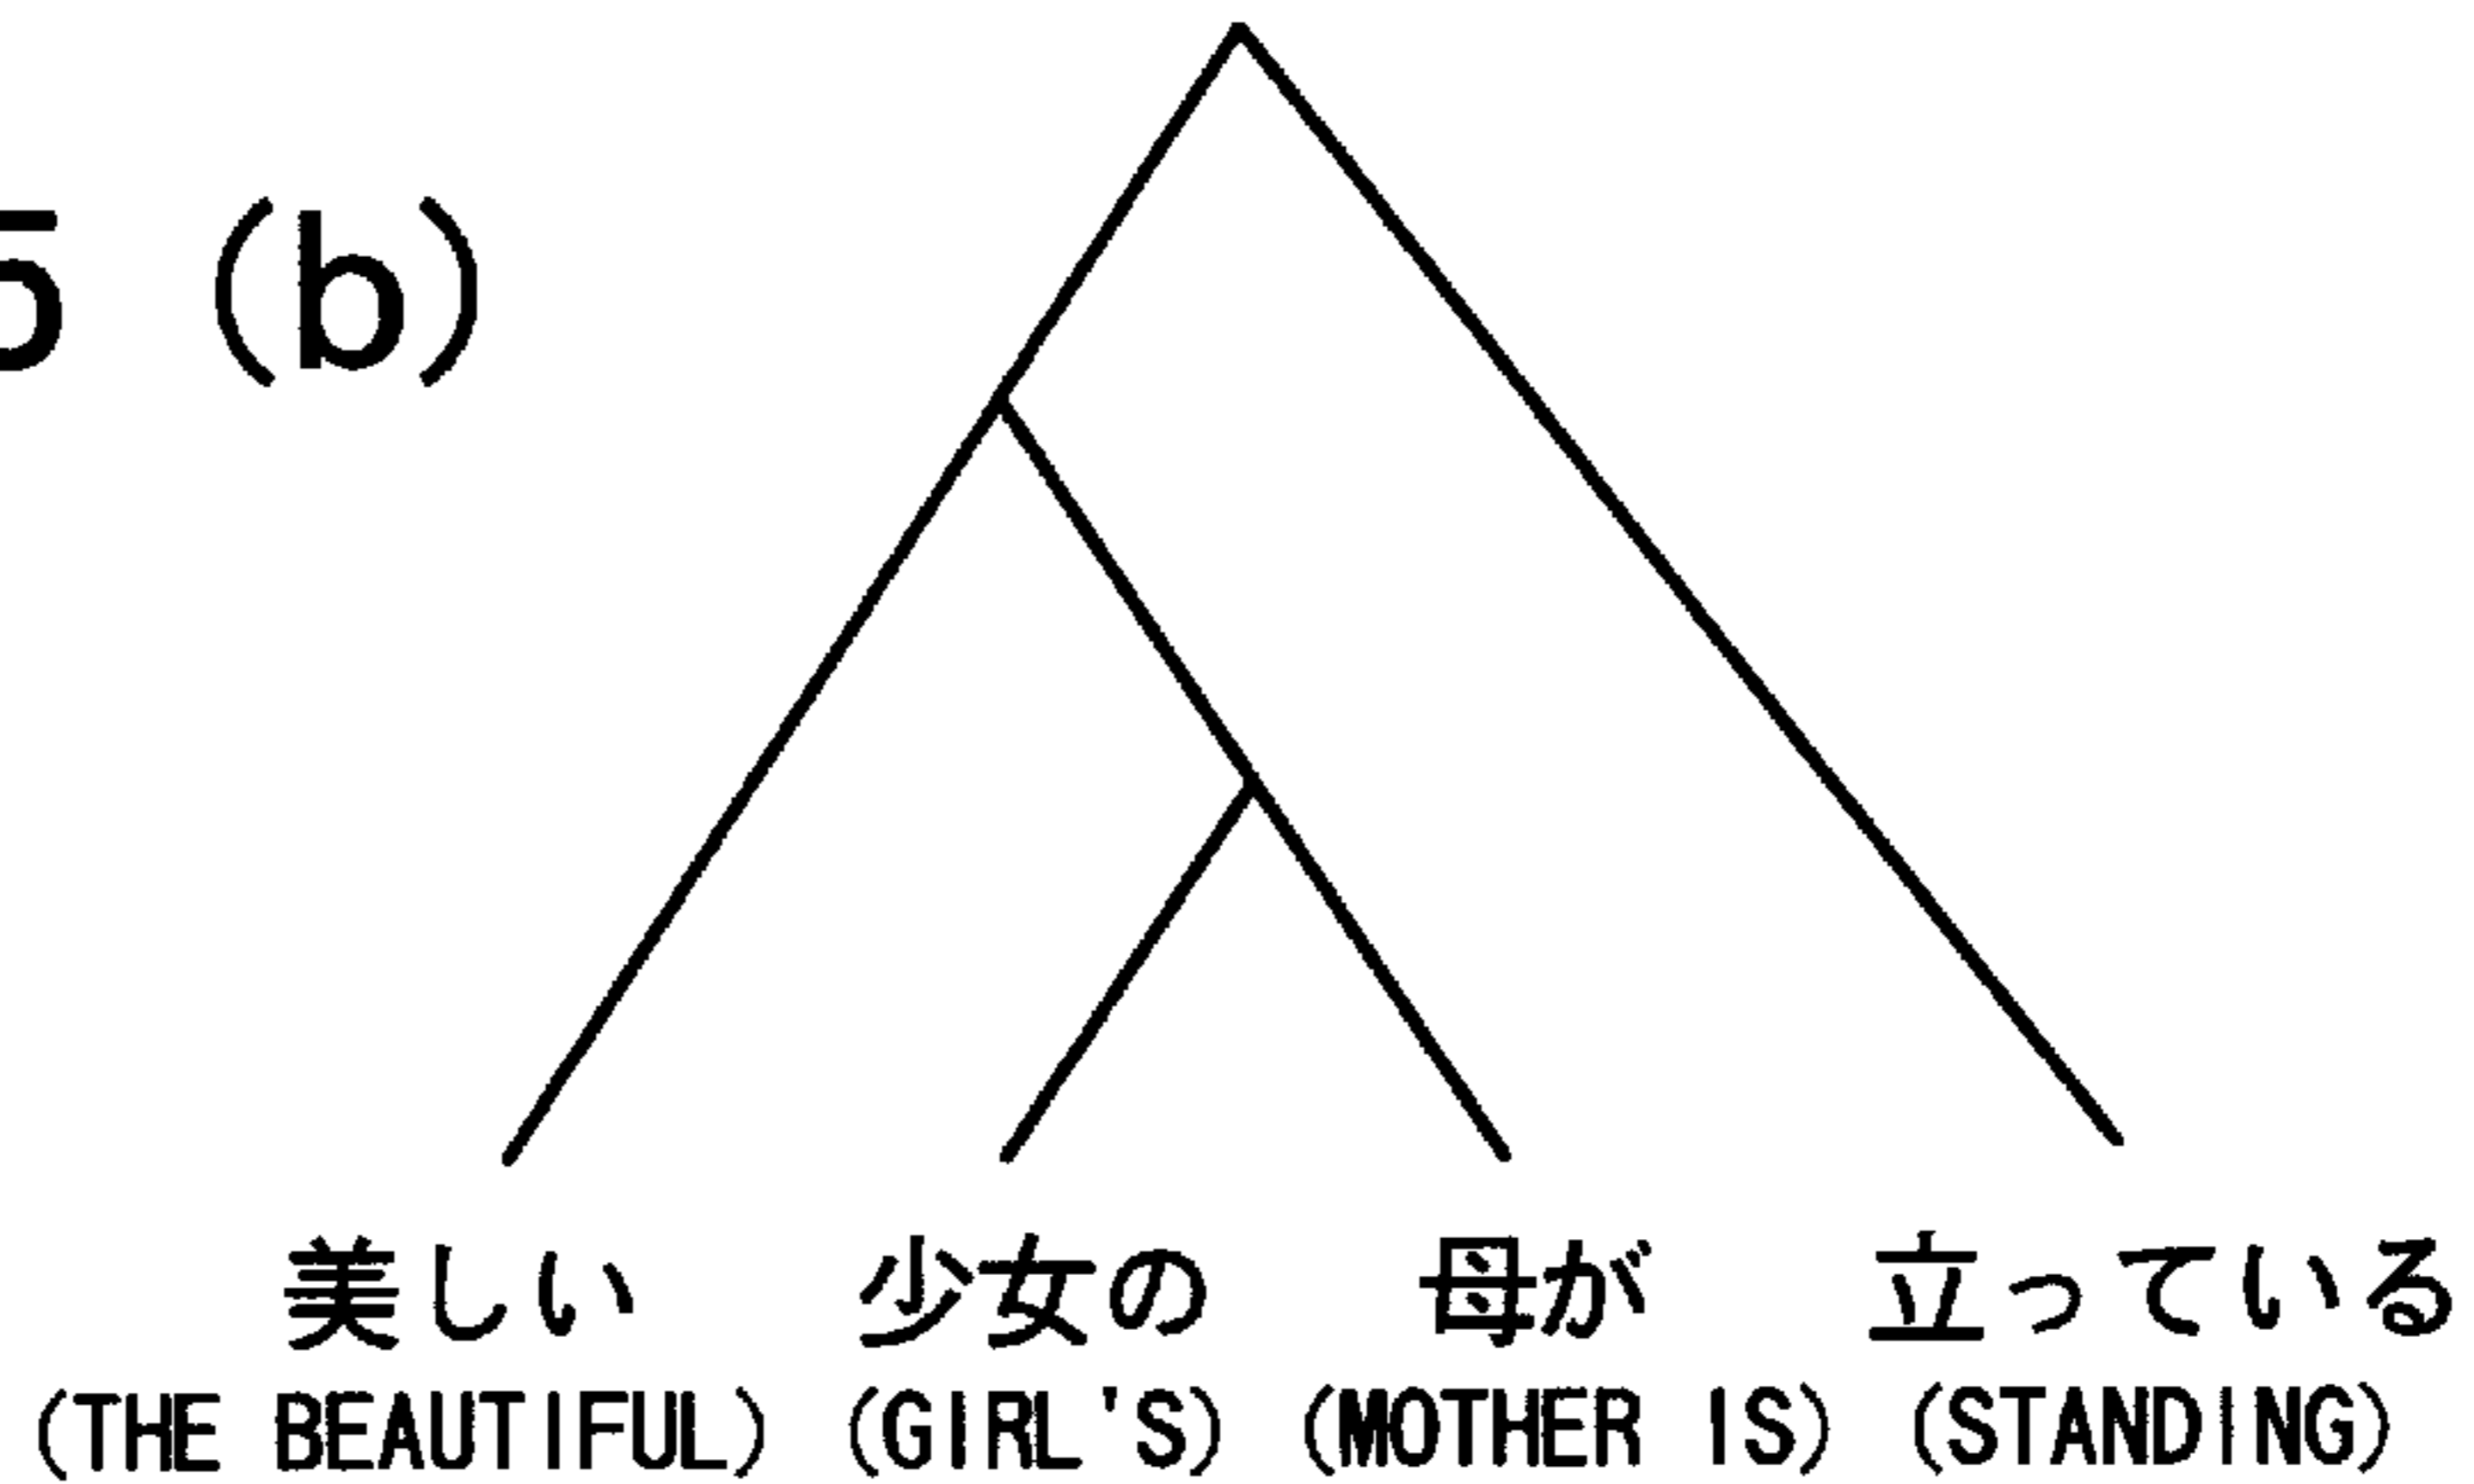 5 (b)
美しい 少女の 母が 立っている
(THE BEAUTIFUL) (GIRL'S) (MOTHER IS) (STANDING)